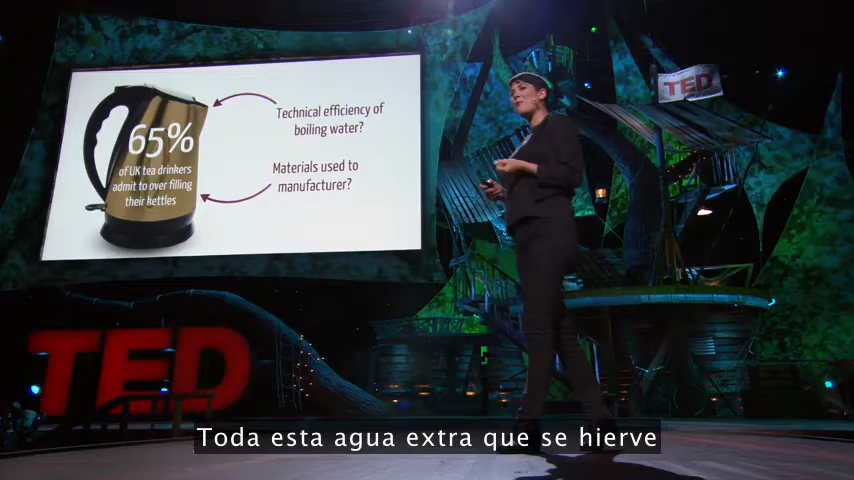 65%
of UK tea drinkers
admit to over filling
their kettles
Technical efficiency of
boiling water?
Materials used to
manufacturer?
TED
TED
Toda esta agua extra que se hierve